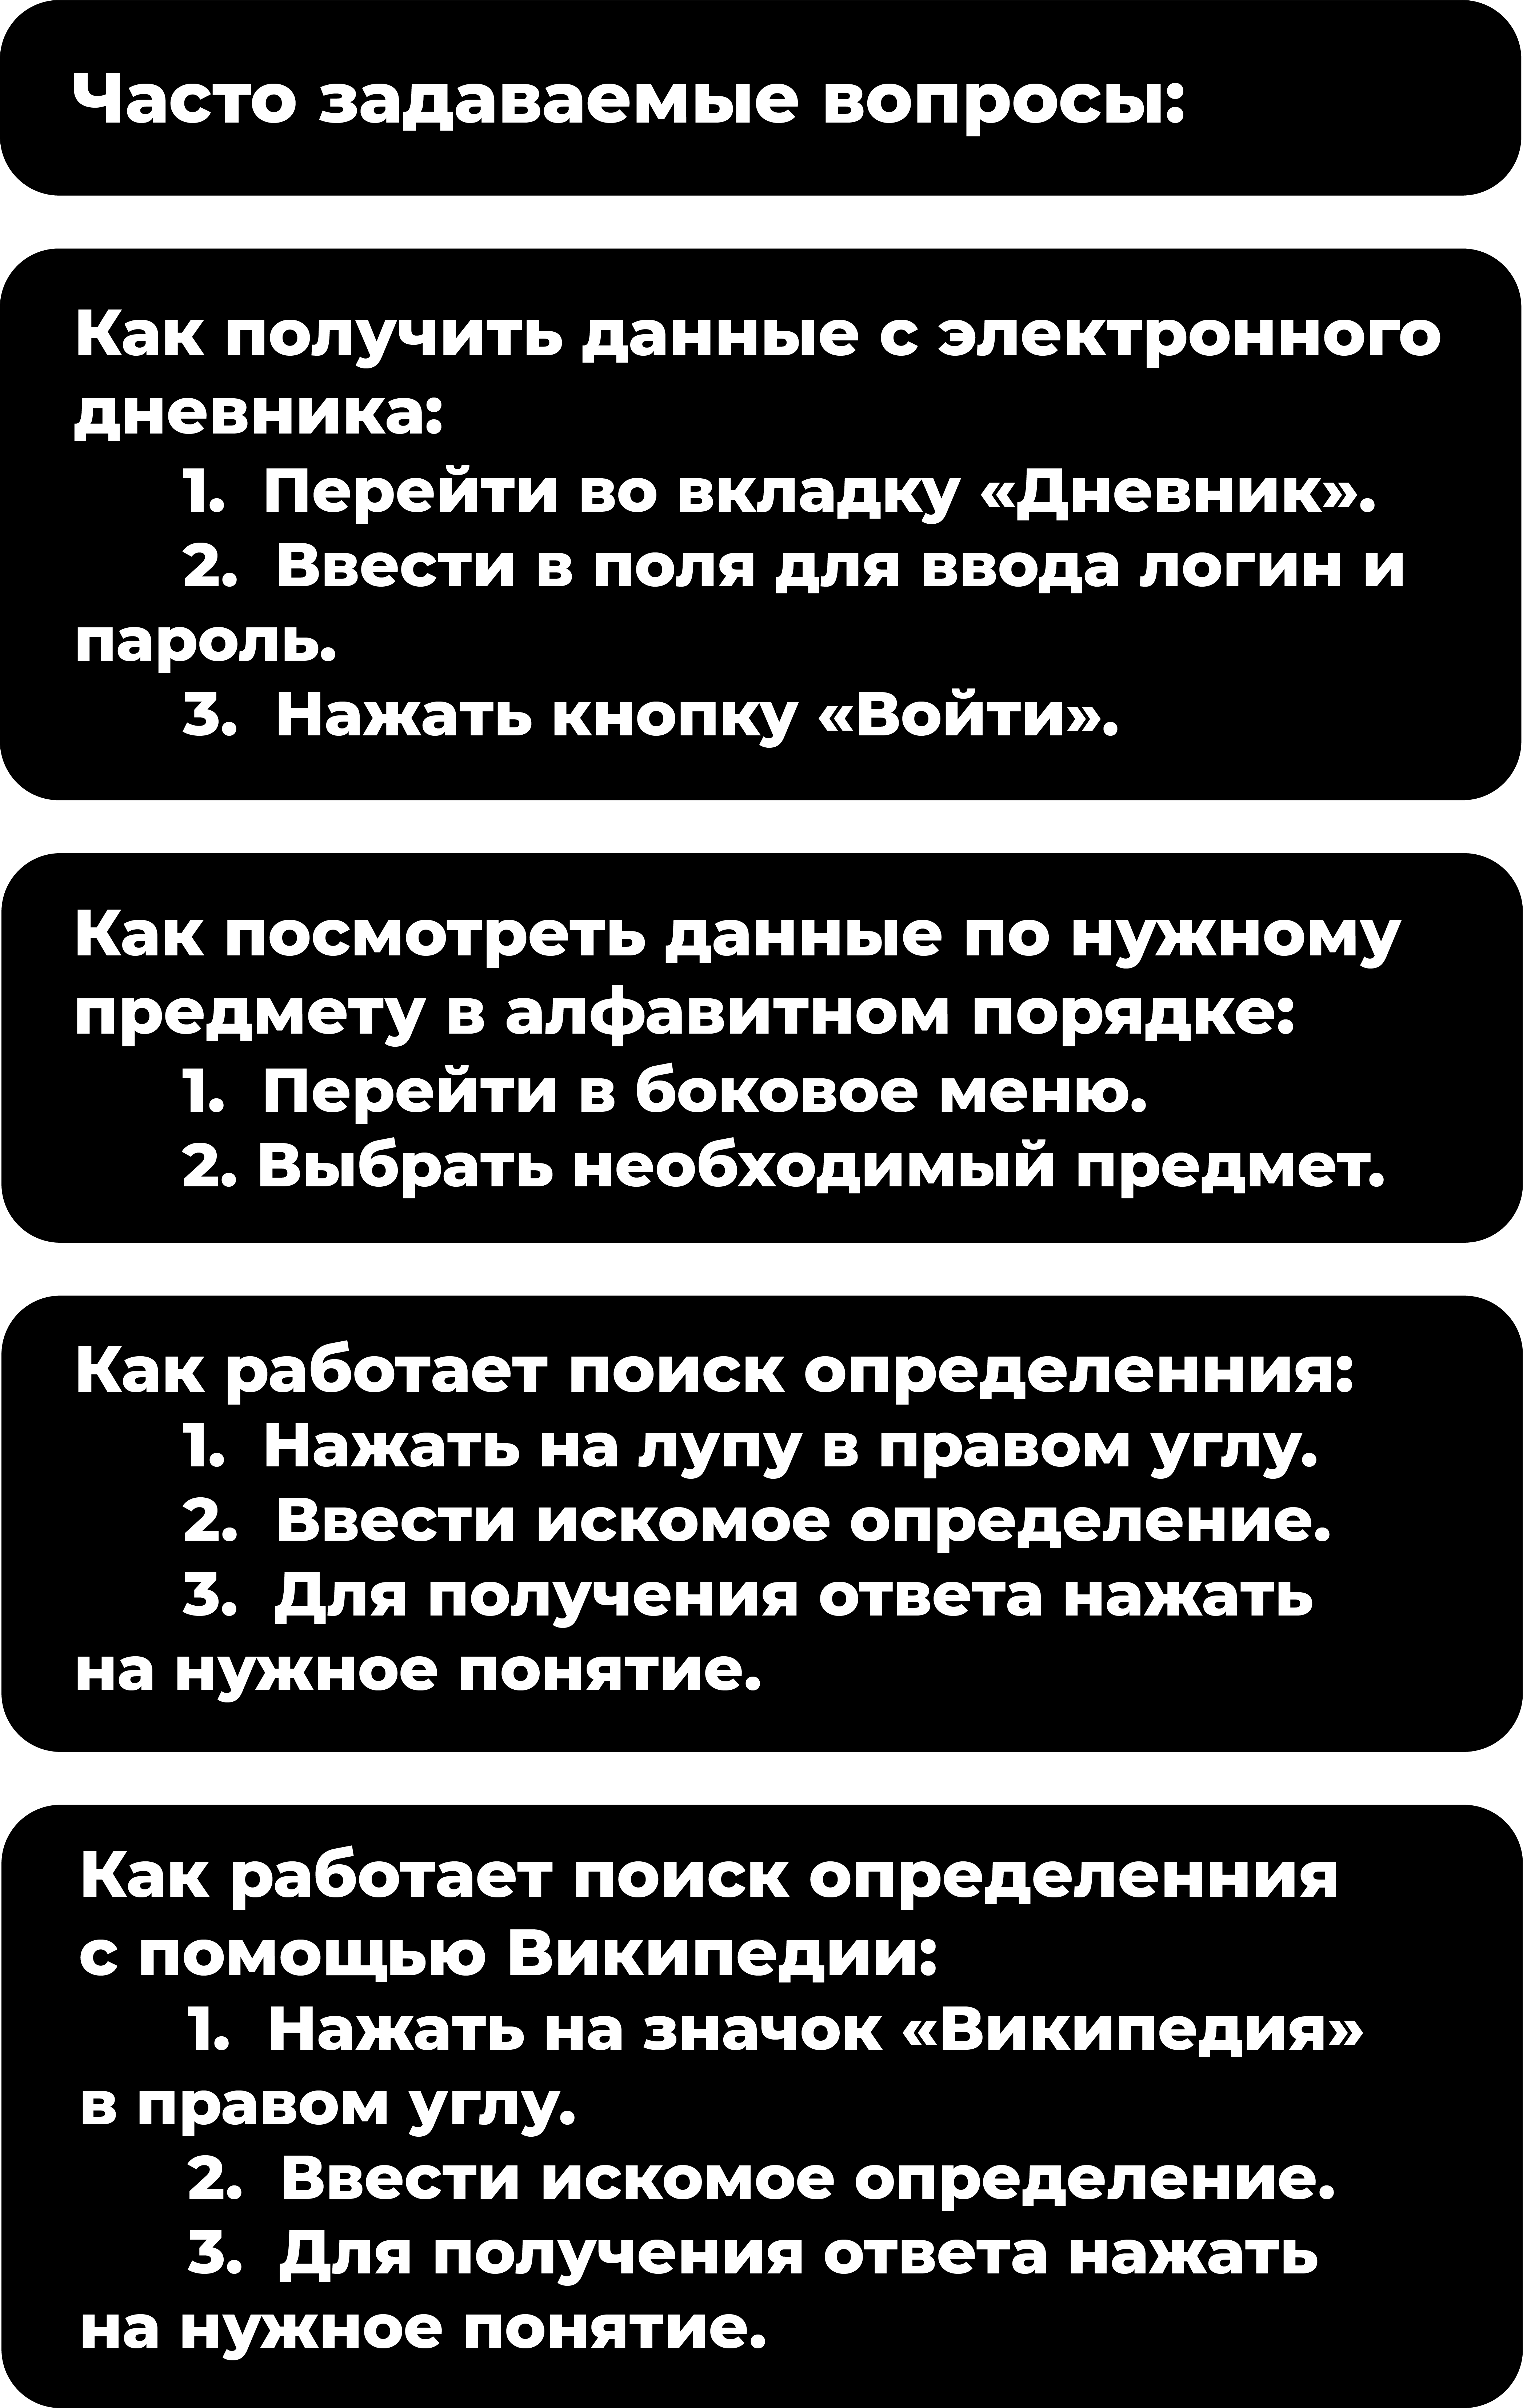 Часто задаваемые вопросы:
Как получить данные с электронного
дневника:
1. Перейти во вкладку «Дневник».
2. Ввести в поля для ввода логин и
пароль.
3. Нажать кнопку «Войти».
Как посмотреть данные по нужному
предмету в алфавитном порядке:
1. Перейти в боковое меню.
2. Выбрать необходимый предмет.
Как работает поиск определенния:
1. Нажать на лупу в правом углу.
2. Ввести искомое определение.
3. Для получения ответа нажать
на нужное понятие.
Как работает поиск определенния
с помощью Википедии:
1. Нажать на значок «Википедия»
в правом углу.
2. Ввести искомое определение.
3. Для получения ответа нажать
на нужное понятие.